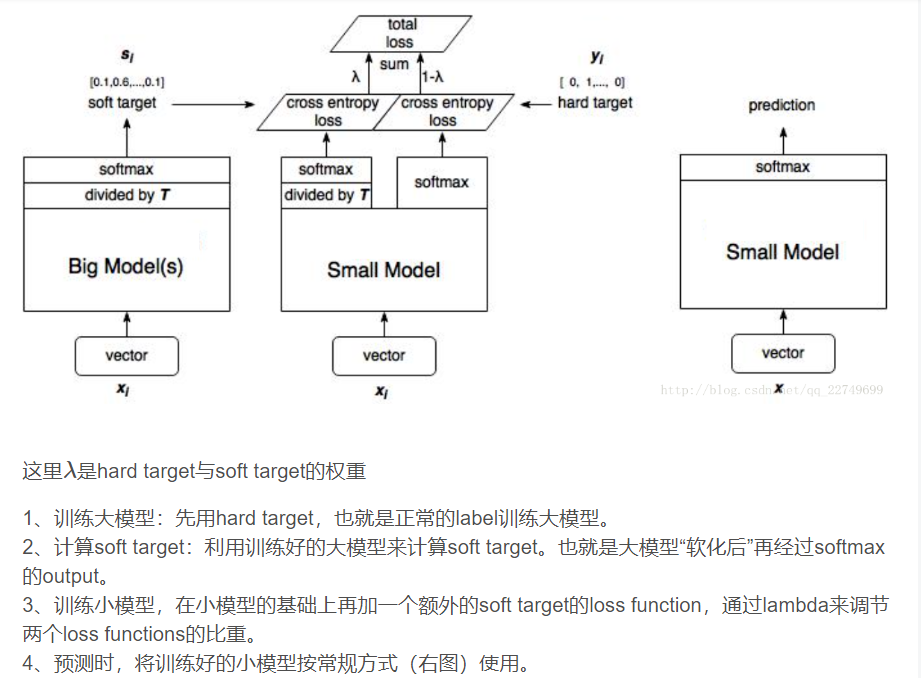 total
loss
s_i
λ
sum
1-λ
y_i
[0.1,0.6,...,0.1]
[ 0, 1,..., 0]
soft target
cross entropy
loss
cross entropy
loss
hard target
prediction
softmax
divided by T
Big Model(s)
vector
x_i
softmax
divided by T
softmax
Small Model
vector
x_i
softmax
Small Model
vector
x
http://blog.csdn.net/qq_22749699
这里λ是hard target与soft target的权重
1、训练大模型：先用hard target，也就是正常的label训练大模型。
2、计算soft target：利用训练好的大模型来计算soft target。也就是大模型“软化后”再经过softmax
的output。
3、训练小模型，在小模型的基础上再加一个额外的soft target的loss function，通过lambda来调节
两个loss functions的比重。
4、预测时，将训练好的小模型按常规方式（右图）使用。